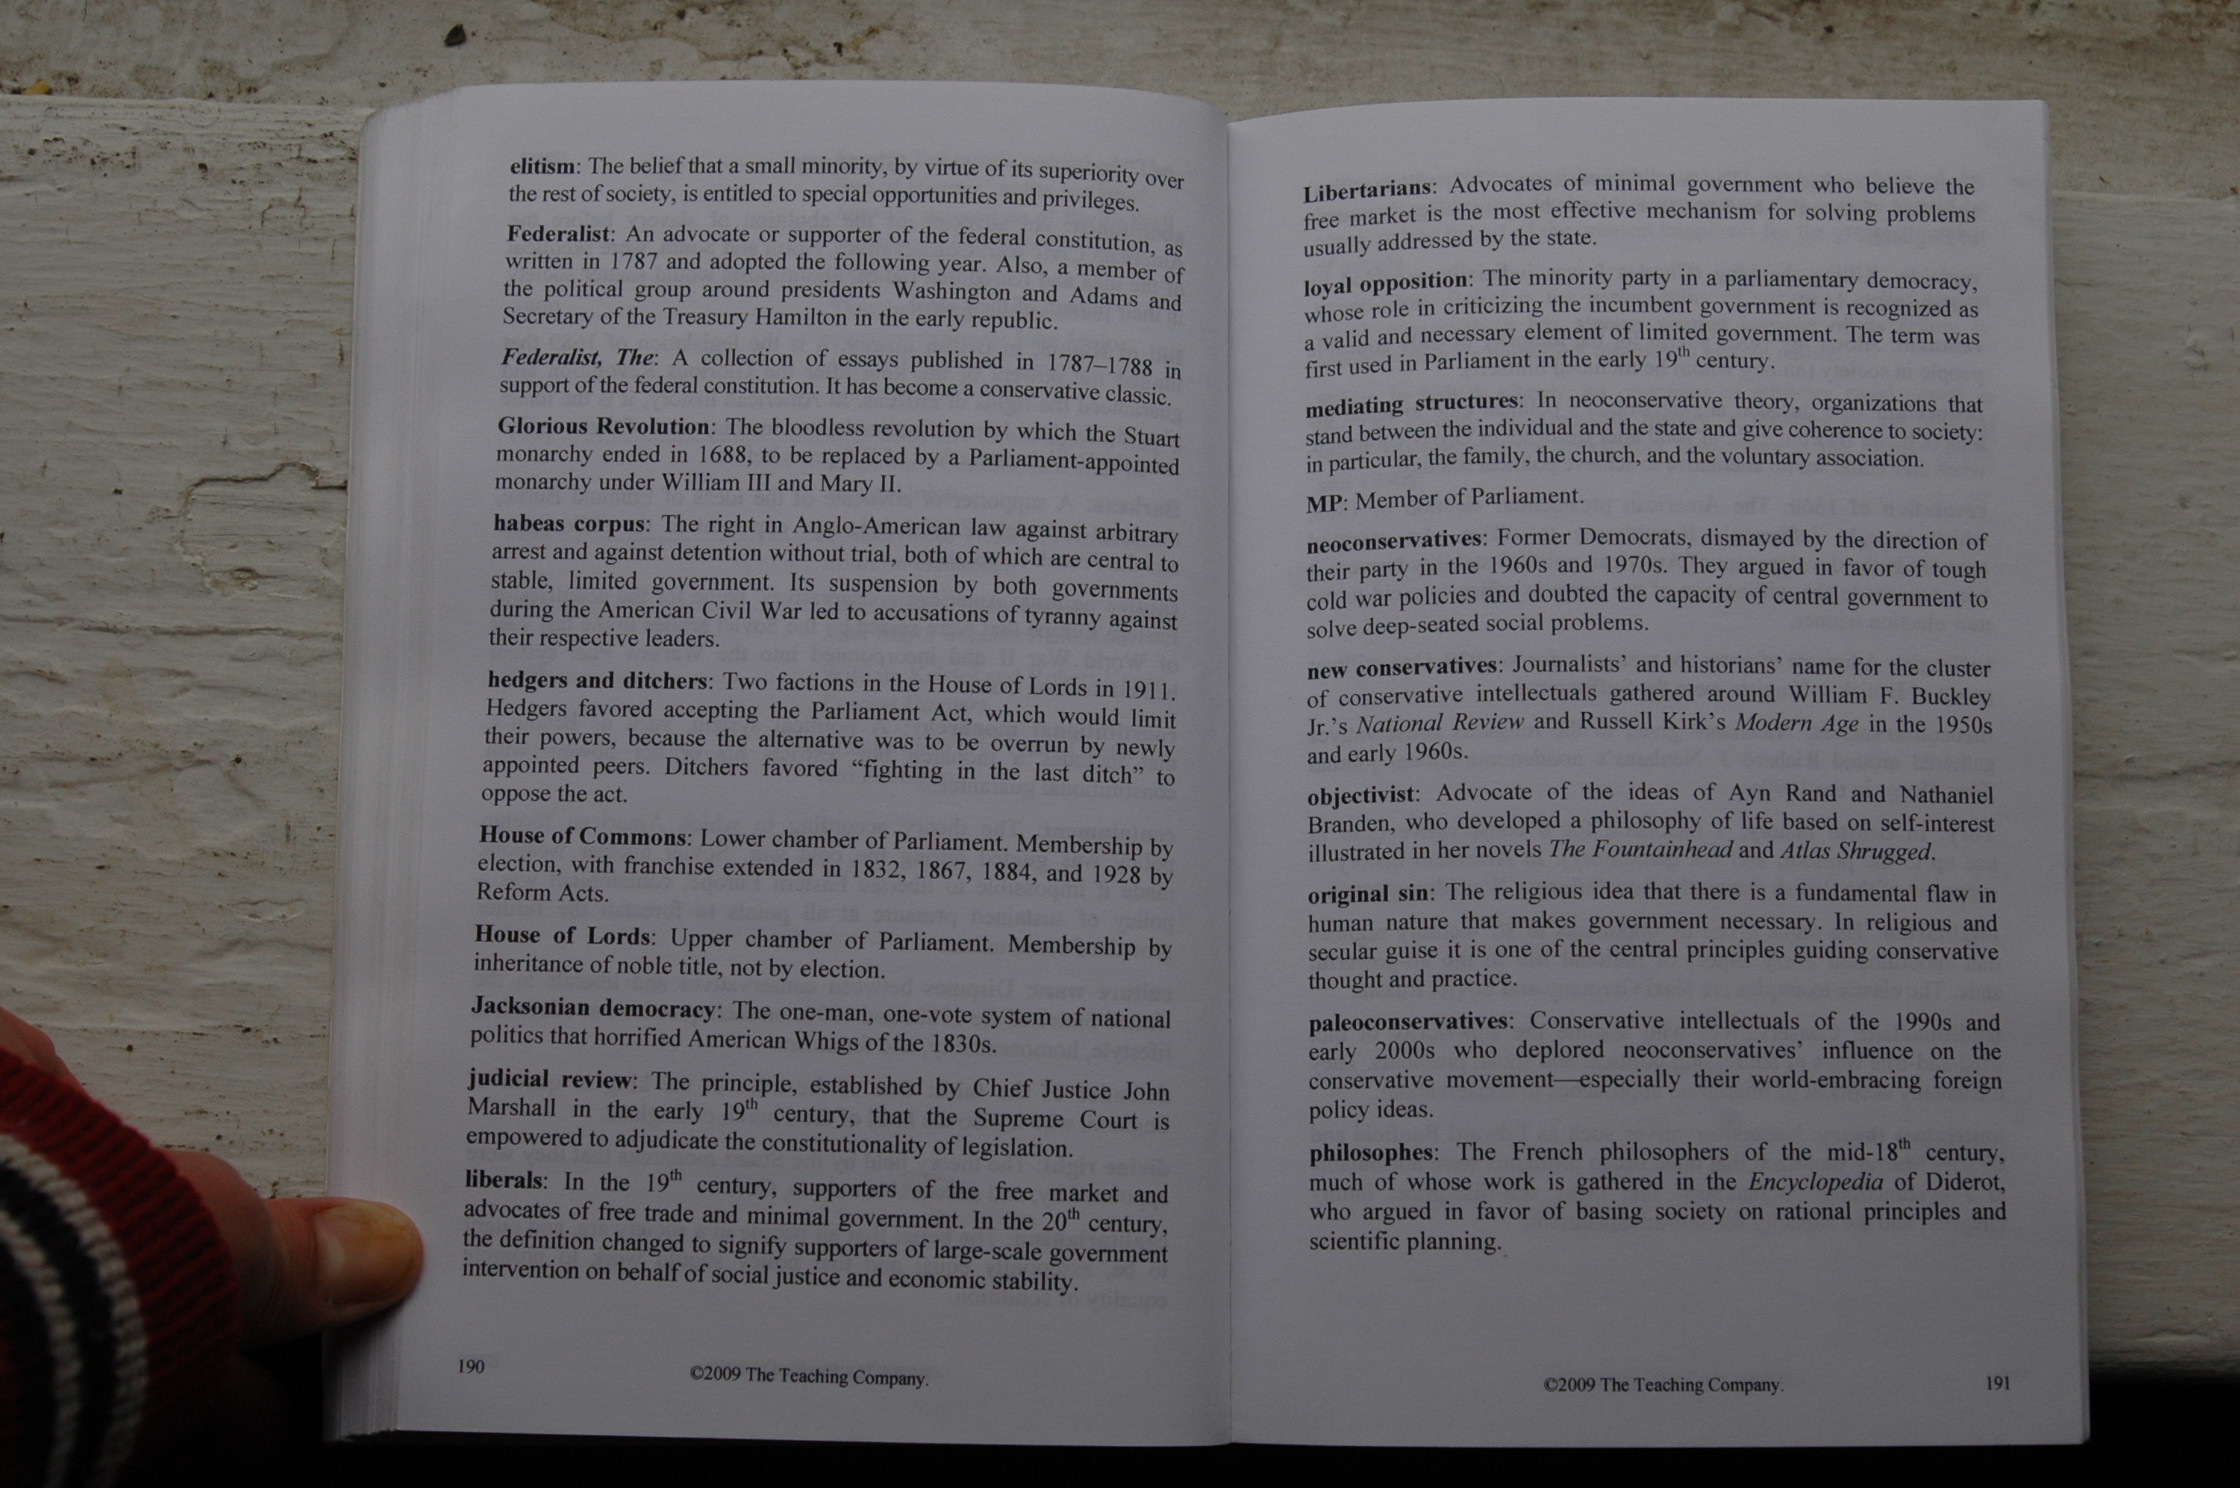 elitism: The belief that a small minority, by virtue of its superiority over
the rest of society, is entitled to special opportunities and privileges.
Federalist: An advocate or supporter of the federal constitution, as
written in 1787 and adopted the following year. Also, a member of
the political group around presidents Washington and Adams and
Secretary of the Treasury Hamilton in the early republic.
Federalist, The: A collection of essays published in 1787–1788 in
support of the federal constitution. It has become a conservative classic.
Glorious Revolution: The bloodless revolution by which the Stuart
monarchy ended in 1688, to be replaced by a Parliament-appointed
monarchy under William III and Mary II.
habeas corpus: The right in Anglo-American law against arbitrary
arrest and against detention without trial, both of which are central to
stable, limited government. Its suspension by both governments
during the American Civil War led to accusations of tyranny against
their respective leaders.
hedgers and ditchers: Two factions in the House of Lords in 1911.
Hedgers favored accepting the Parliament Act, which would limit
their powers, because the alternative was to be overrun by newly
appointed peers. Ditchers favored “fighting in the last ditch” to
oppose the act.
House of Commons: Lower chamber of Parliament. Membership by
election, with franchise extended in 1832, 1867, 1884, and 1928 by
Reform Acts.
House of Lords: Upper chamber of Parliament. Membership by
inheritance of noble title, not by election.
Jacksonian democracy: The one-man, one-vote system of national
politics that horrified American Whigs of the 1830s.
judicial review: The principle, established by Chief Justice John
Marshall in the early 19th century, that the Supreme Court is
empowered to adjudicate the constitutionality of legislation.
liberals: In the 19th century, supporters of the free market and
advocates of free trade and minimal government. In the 20th century,
the definition changed to signify supporters of large-scale government
intervention on behalf of social justice and economic stability.
190
©2009 The Teaching Company.
Libertarians: Advocates of minimal government who believe the
free market is the most effective mechanism for solving problems
usually addressed by the state.
loyal opposition: The minority party in a parliamentary democracy,
whose role in criticizing the incumbent government is recognized as
a valid and necessary element of limited government. The term was
first used in Parliament in the early 19th century.
mediating structures: In neoconservative theory, organizations that
stand between the individual and the state and give coherence to society:
in particular, the family, the church, and the voluntary association.
MP: Member of Parliament.
neoconservatives: Former Democrats, dismayed by the direction of
their party in the 1960s and 1970s. They argued in favor of tough
cold war policies and doubted the capacity of central government to
solve deep-seated social problems.
new conservatives: Journalists’ and historians’ name for the cluster
of conservative intellectuals gathered around William F. Buckley
Jr.’s National Review and Russell Kirk’s Modern Age in the 1950s
and early 1960s.
objectivist: Advocate of the ideas of Ayn Rand and Nathaniel
Branden, who developed a philosophy of life based on self-interest
illustrated in her novels The Fountainhead and Atlas Shrugged.
original sin: The religious idea that there is a fundamental flaw in
human nature that makes government necessary. In religious and
secular guise it is one of the central principles guiding conservative
thought and practice.
paleoconservatives: Conservative intellectuals of the 1990s and
early 2000s who deplored neoconservatives’ influence on the
conservative movement—especially their world-embracing foreign
policy ideas.
philosophes: The French philosophers of the mid-18th century,
much of whose work is gathered in the Encyclopedia of Diderot,
who argued in favor of basing society on rational principles and
scientific planning.
©2009 The Teaching Company.
191